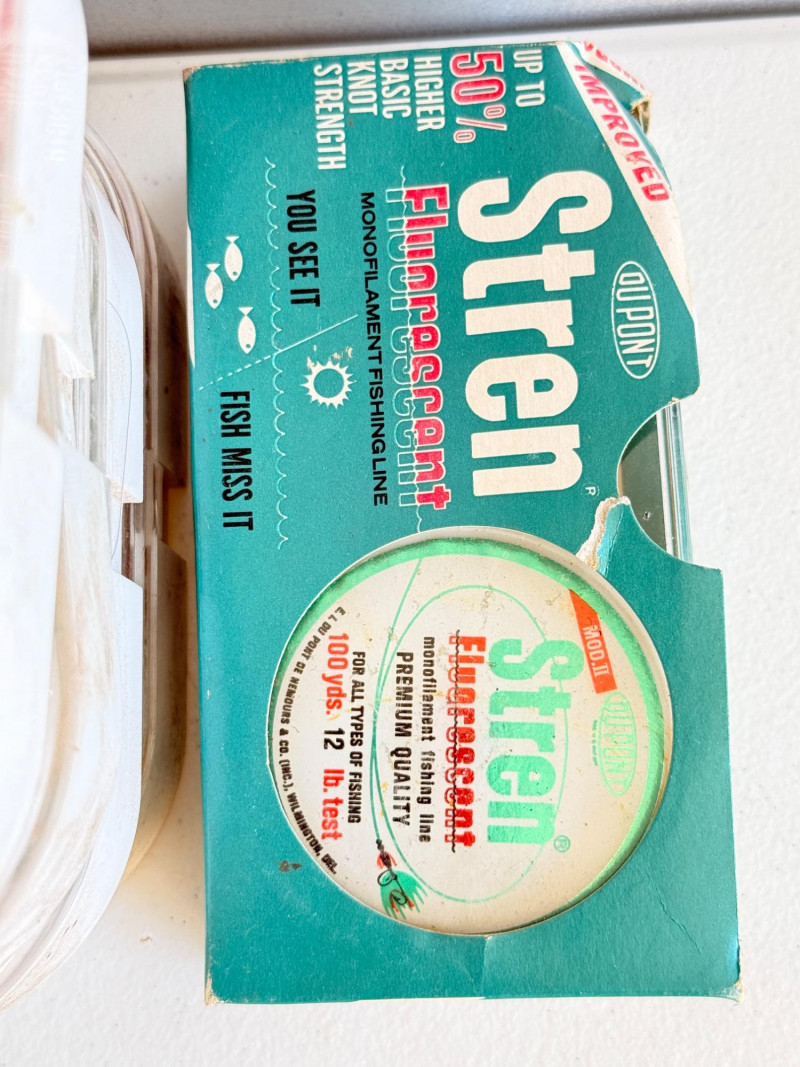 IMPROVED
DU PONT
UP TO
50%
HIGHER
BASIC
KNOT
STRENGTH
Stren®
Fluorescent
MONOFILAMENT FISHING LINE
YOU SEE IT
FISH MISS IT
MOD. II
DU PONT
Stren®
Fluorescent
monofilament fishing line
PREMIUM QUALITY
FOR ALL TYPES OF FISHING
100 yds. 12 lb. test
E. I. DU PONT DE NEMOURS & CO. (INC.), WILMINGTON, DEL.